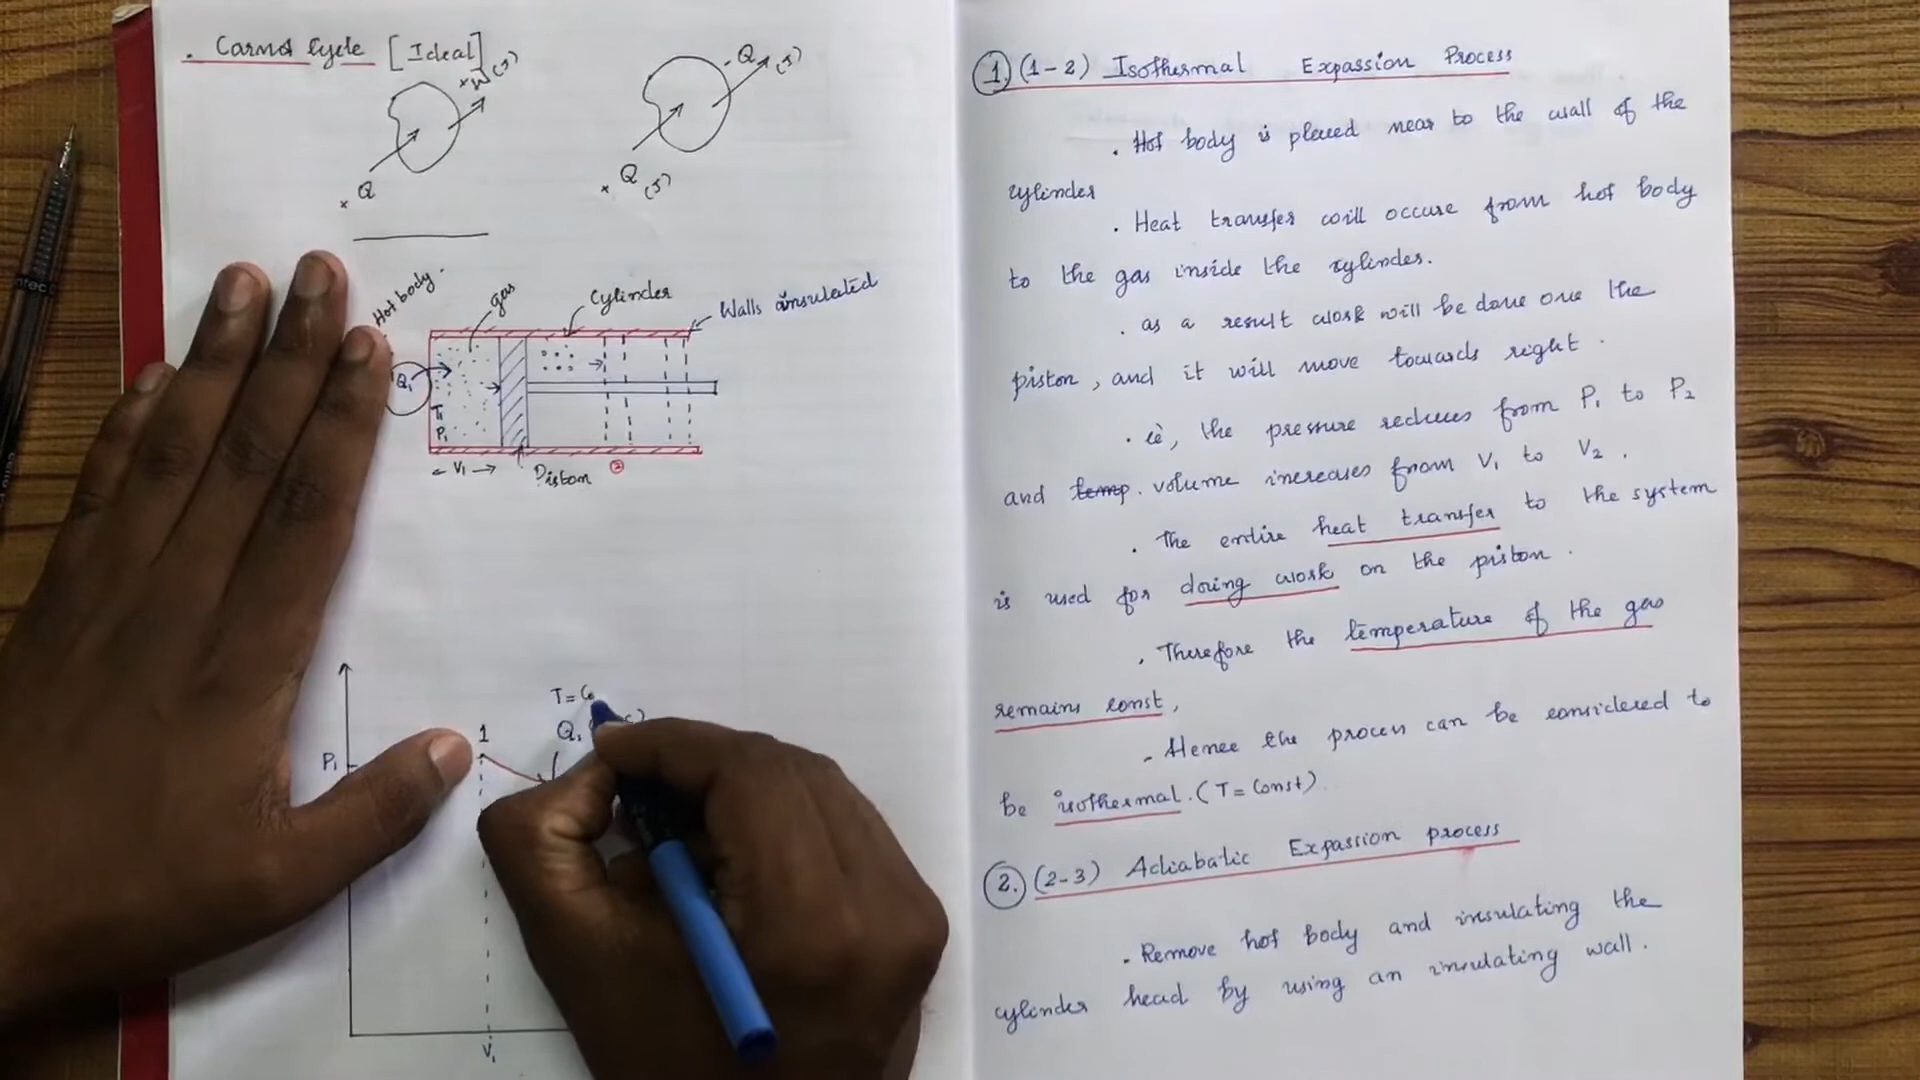 . Carnot Cycle [Ideal]
+ W (J)
+ Q
- Q (J)
+ Q (J)
Hot body.
gas
Cylinder
Walls insulated
Q₁
T₁
P₁
← V₁ →
Piston
2
T = Co
Q₁
1
P₁
V₁
1. (1-2) Isothermal Expassion Process
. Hot body is placed near to the wall of the
cylinder
. Heat transfer will occure from hot body
to the gas inside the cylinder.
. as a result work will be done one the
piston, and it will move towards right.
. ie, the pressure reduces from P₁ to P₂
and temp. volume increases from V₁ to V₂.
. The entire heat transfer to the system
is used for doing work on the piston.
. Therefore the temperature of the gas
remains const,
- Hence the process can be considered to
be isothermal. (T = Const)
2. (2-3) Adiabatic Expassion process
. Remove hot body and insulating the
cylinder head by using an insulating wall.